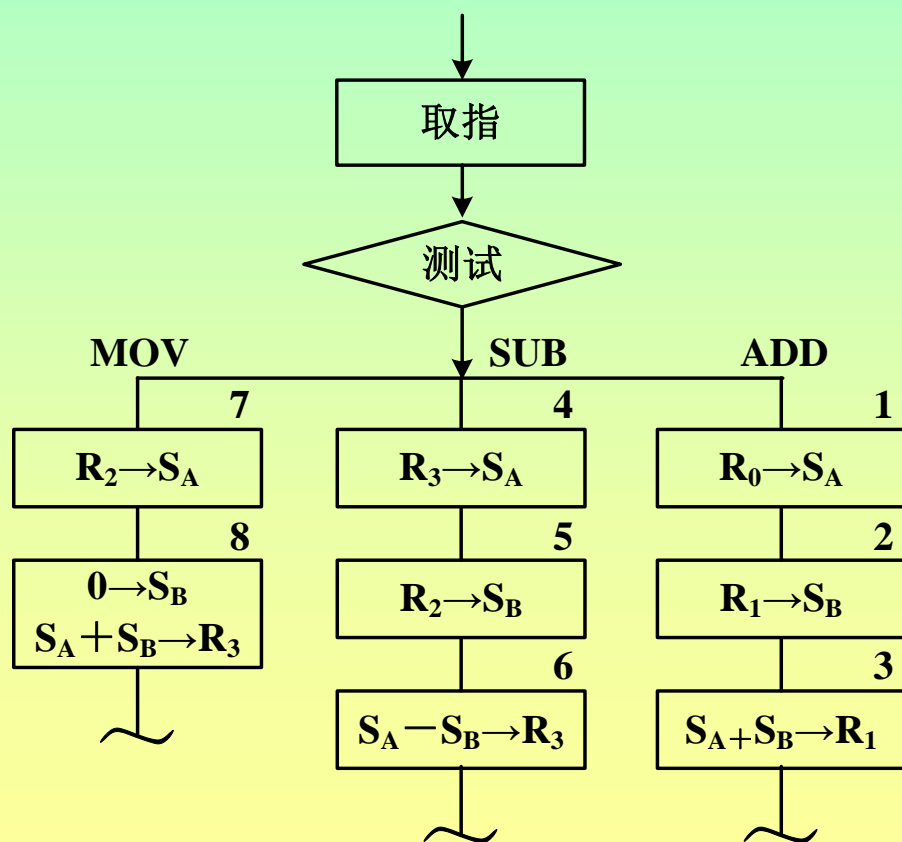 取指
测试
MOV SUB ADD
7 4 1
R₂→S_A R₃→S_A R₀→S_A
8 5 2
0→S_B
S_A＋S_B→R₃ R₂→S_B R₁→S_B
6 3
S_A－S_B→R₃ S_A+S_B→R₁